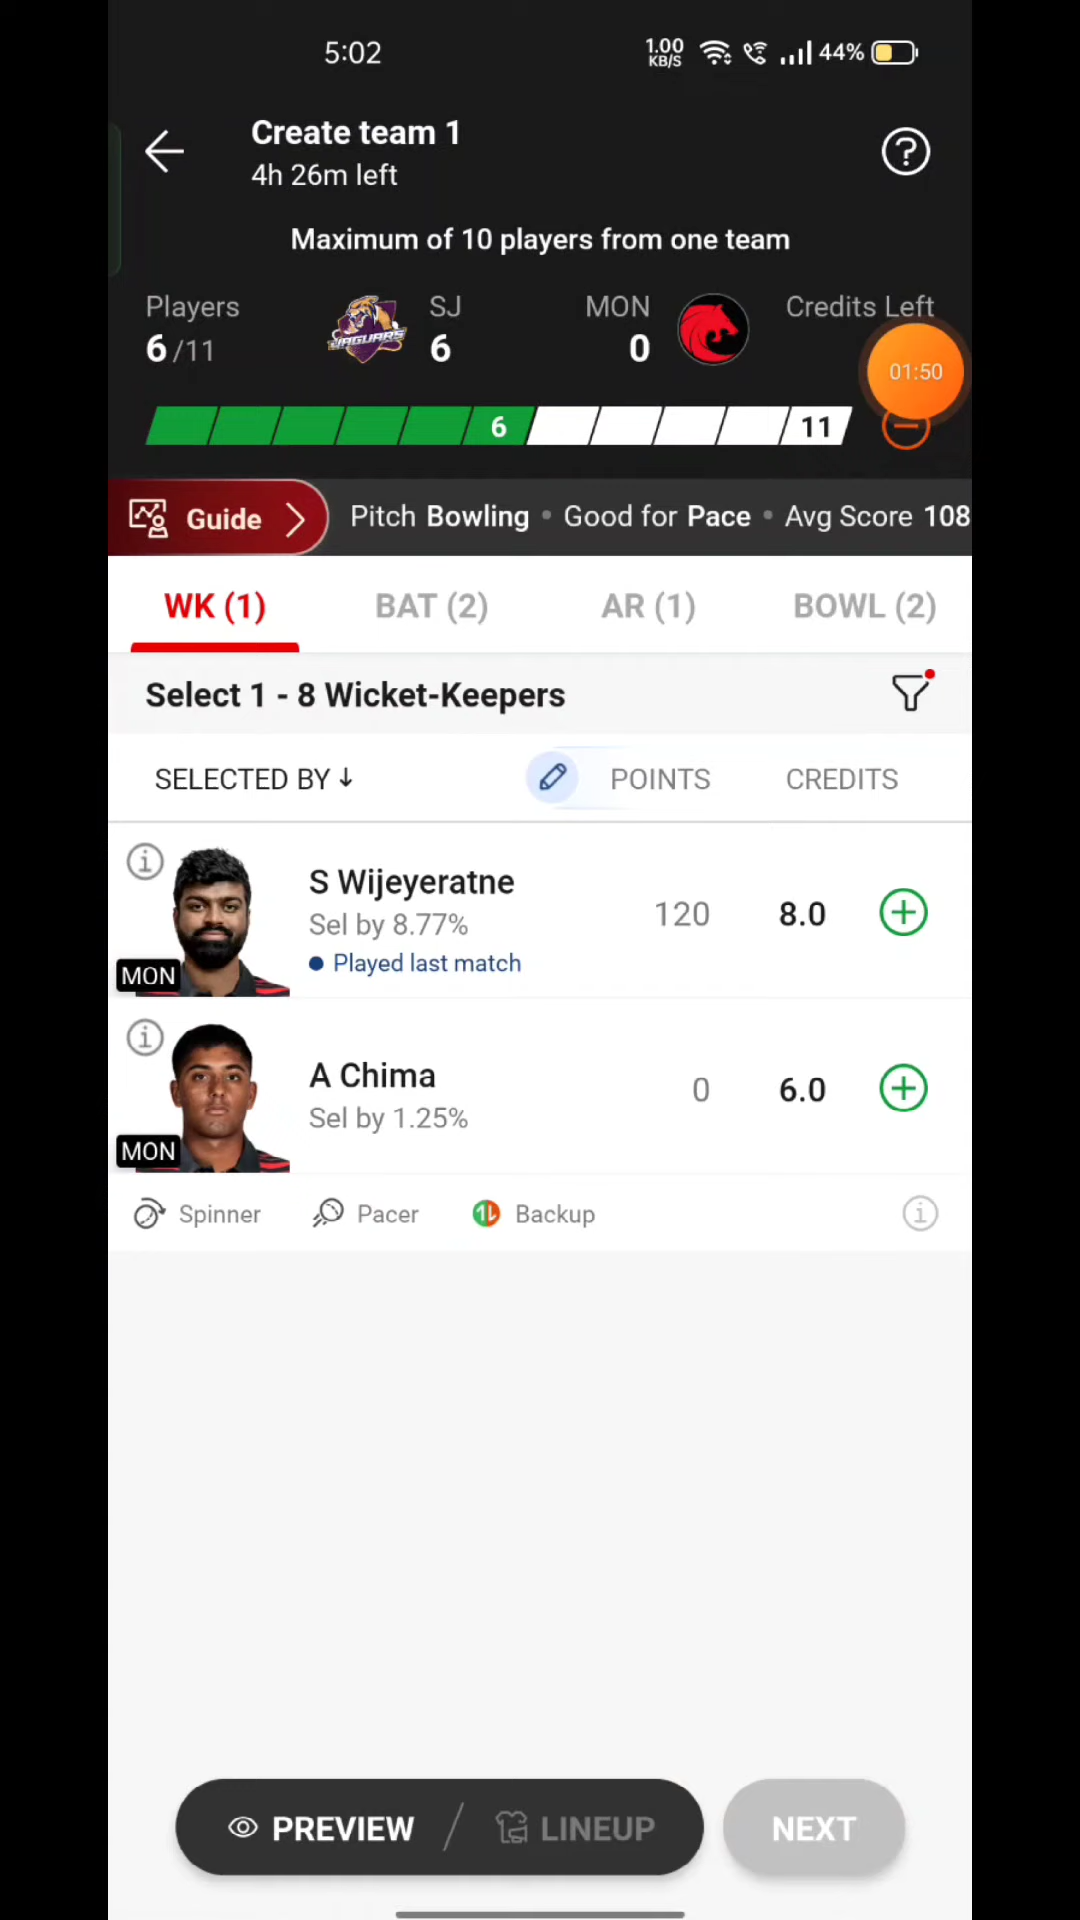 5:02
1.00 KB/S
44%
Create team 1
4h 26m left
Maximum of 10 players from one team
Players
6/11
SJ
6
MON
0
Credits Left
01:50
JAGUARS
6
11
Guide
Pitch Bowling • Good for Pace • Avg Score 108
WK (1)
BAT (2)
AR (1)
BOWL (2)
Select 1 - 8 Wicket-Keepers
SELECTED BY ↓
POINTS
CREDITS
S Wijeyeratne
Sel by 8.77%
Played last match
120
8.0
MON
A Chima
Sel by 1.25%
0
6.0
MON
Spinner
Pacer
Backup
PREVIEW / LINEUP
NEXT